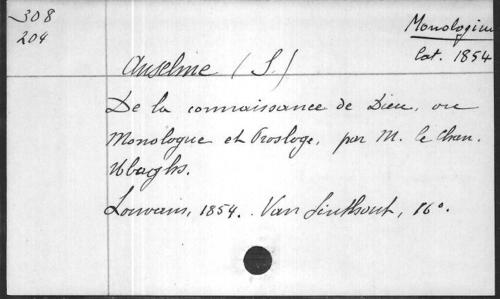 308
204
Monologium
Cat. 1854
Anselme (S.)
De la connaissance de Dieu, ou
Monologue et Prosloge, par M. le Chan.
Ubaghs.
Louvain, 1854. Van Linthout, 16°.